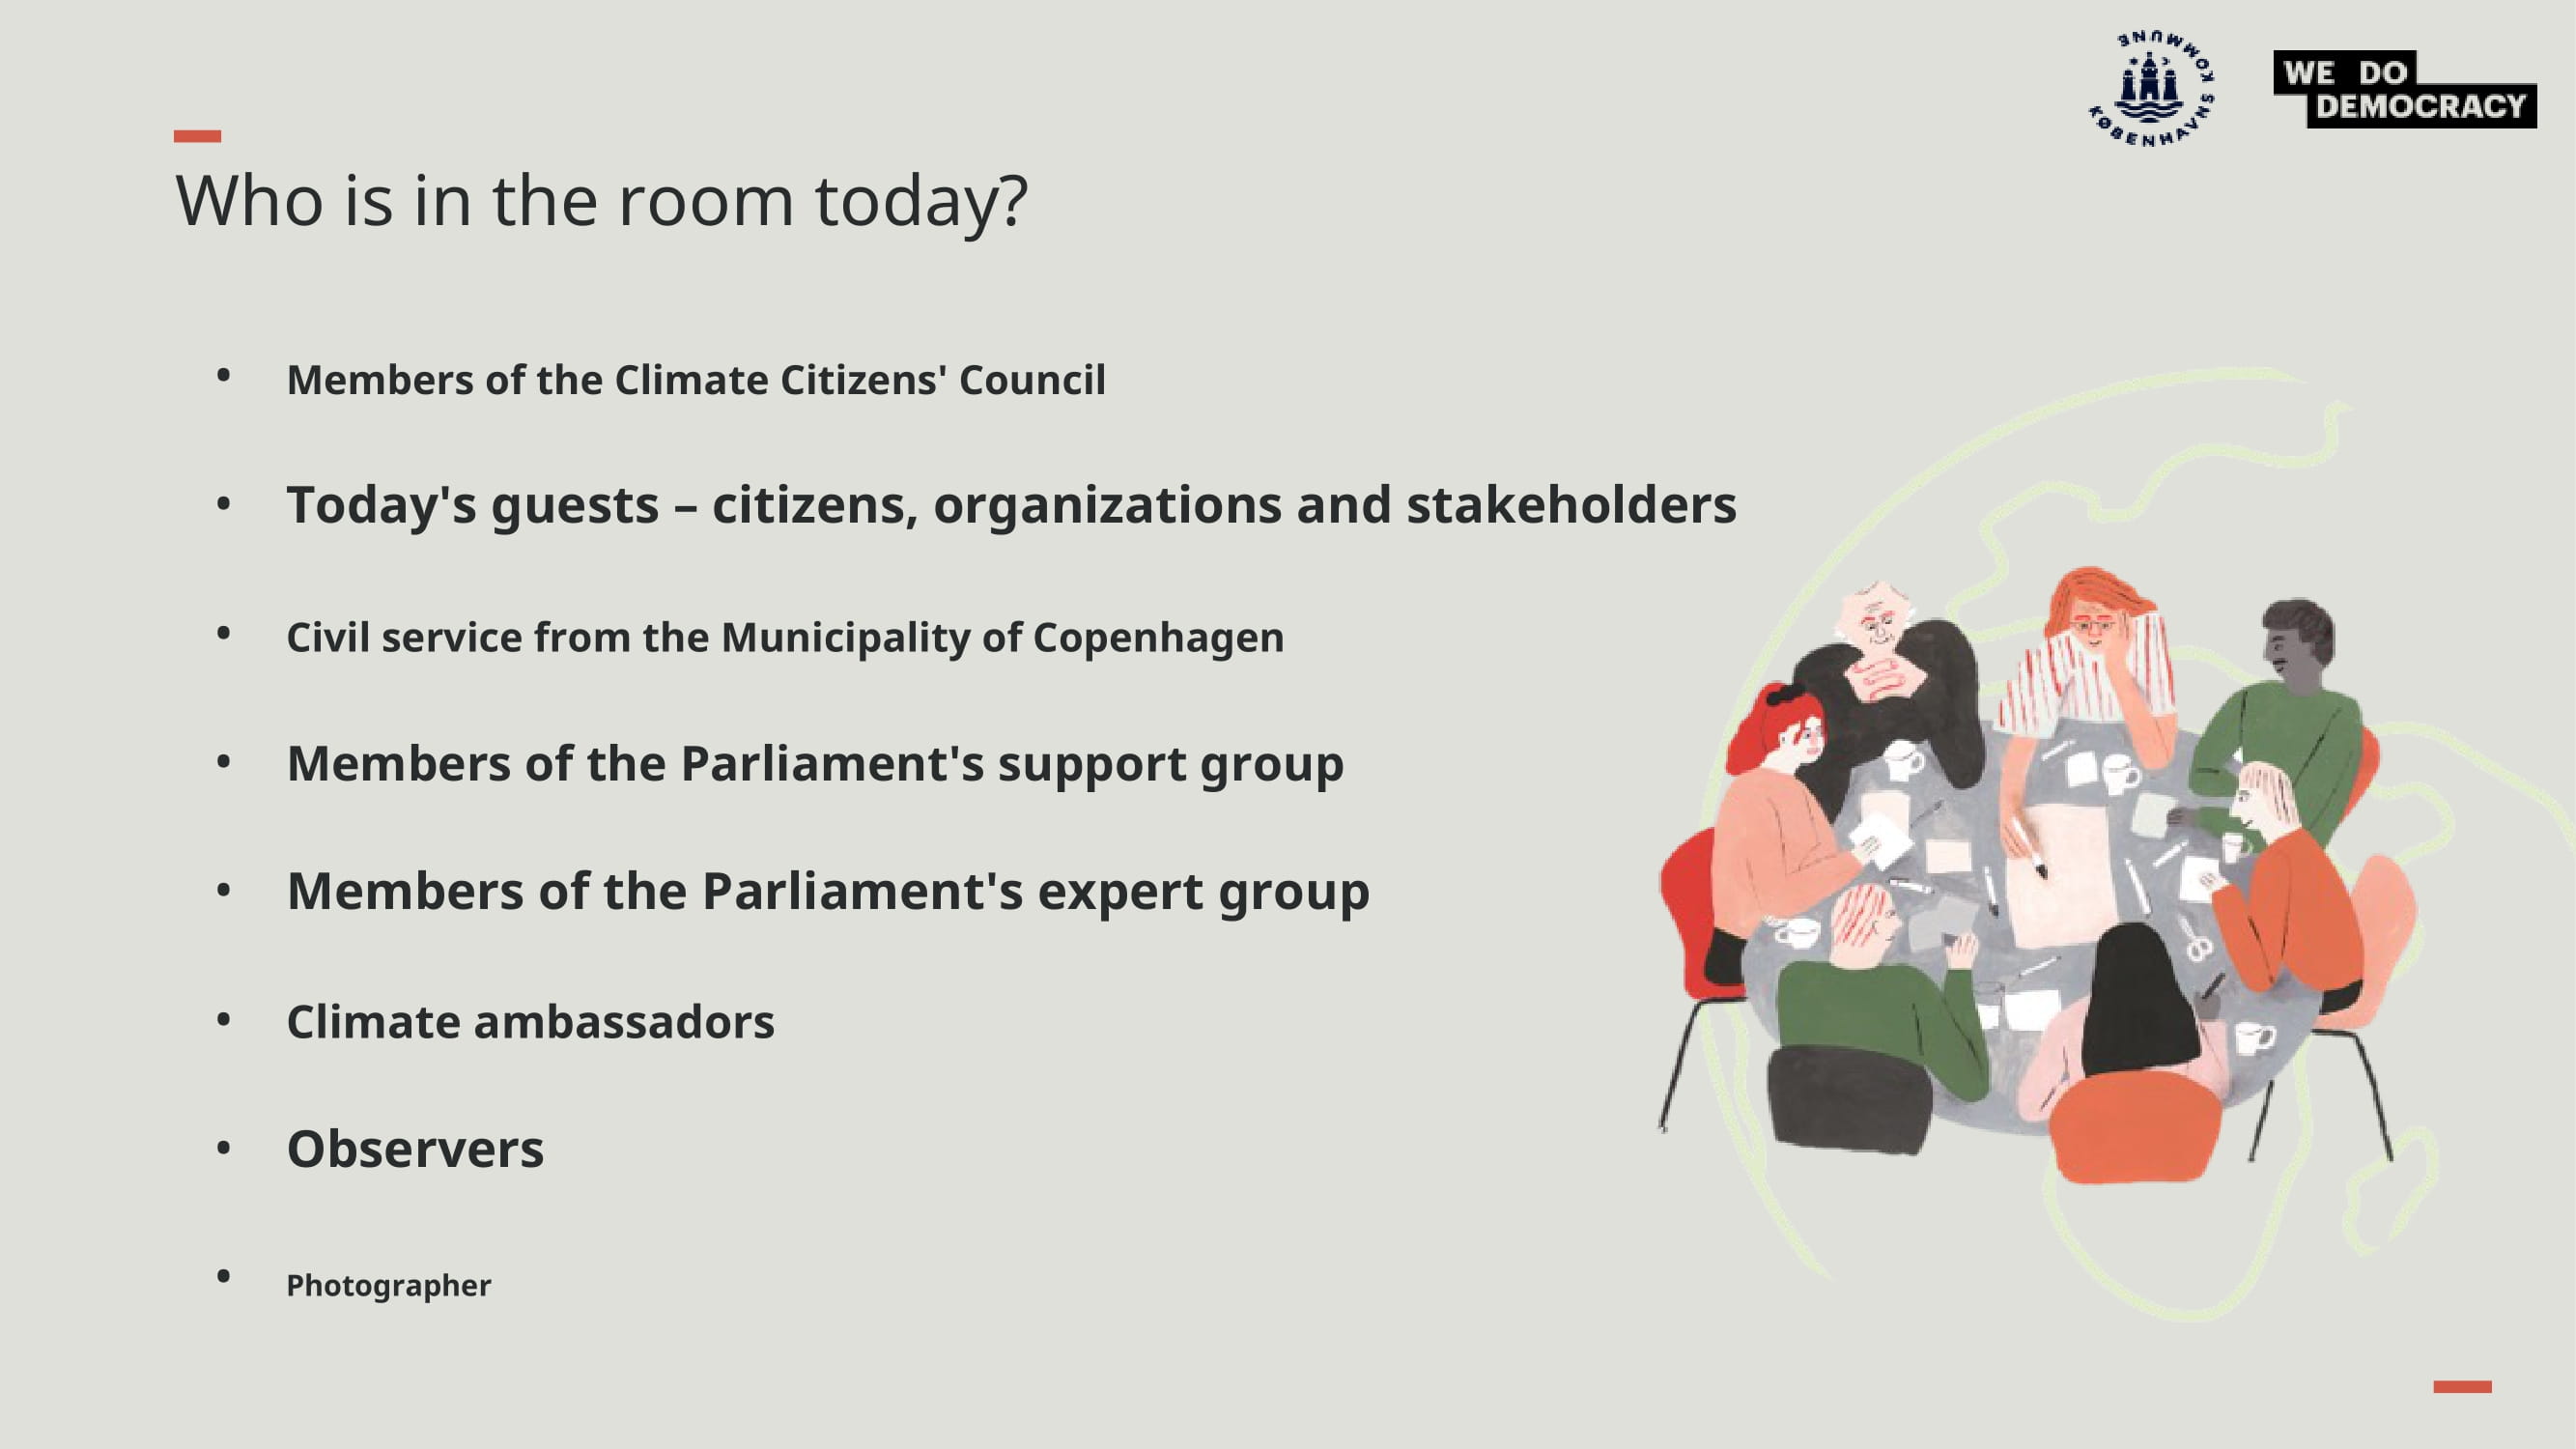 KØBENHAVNS KOMMUNE
WE DO
DEMOCRACY
Who is in the room today?
• Members of the Climate Citizens' Council
• Today's guests – citizens, organizations and stakeholders
• Civil service from the Municipality of Copenhagen
• Members of the Parliament's support group
• Members of the Parliament's expert group
• Climate ambassadors
• Observers
• Photographer